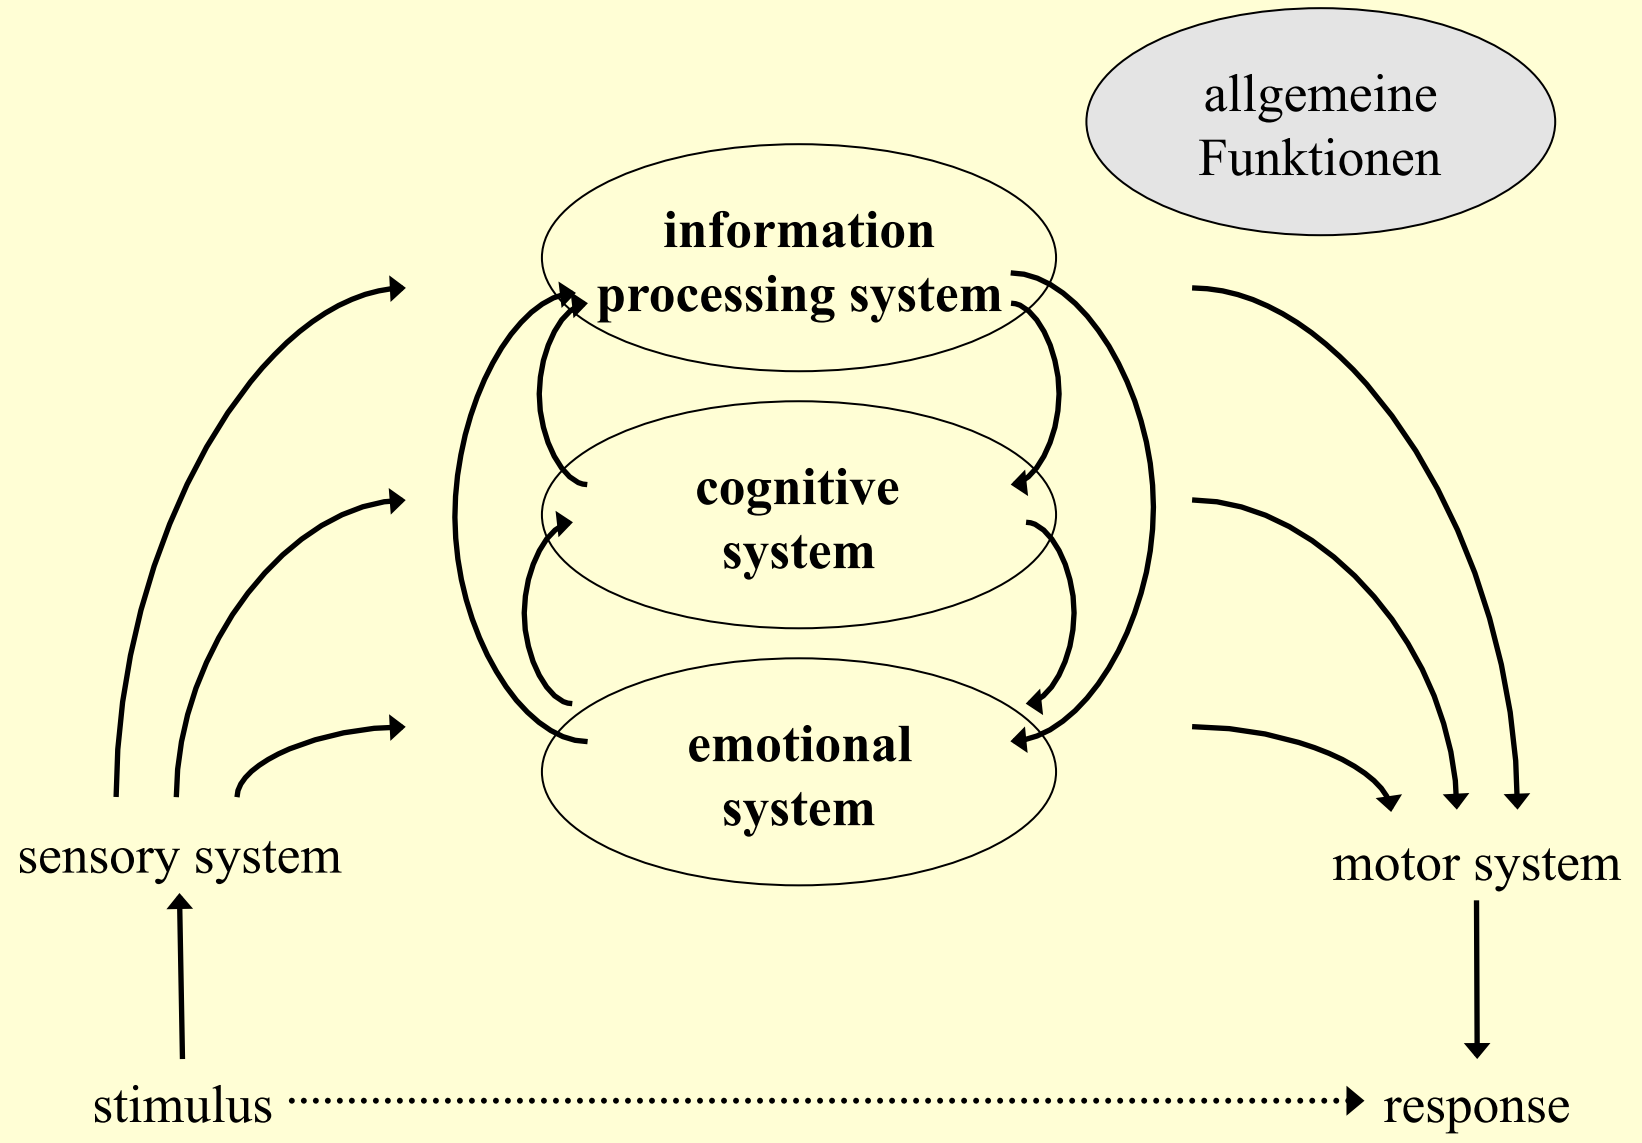 allgemeine
Funktionen
information
processing system
cognitive
system
emotional
system
sensory system
motor system
stimulus
response